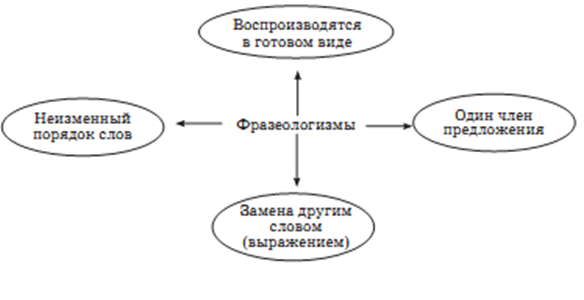 Воспроизводятся
в готовом виде
Неизменный
порядок слов
Фразеологизмы
Один член
предложения
Замена другим
словом
(выражением)